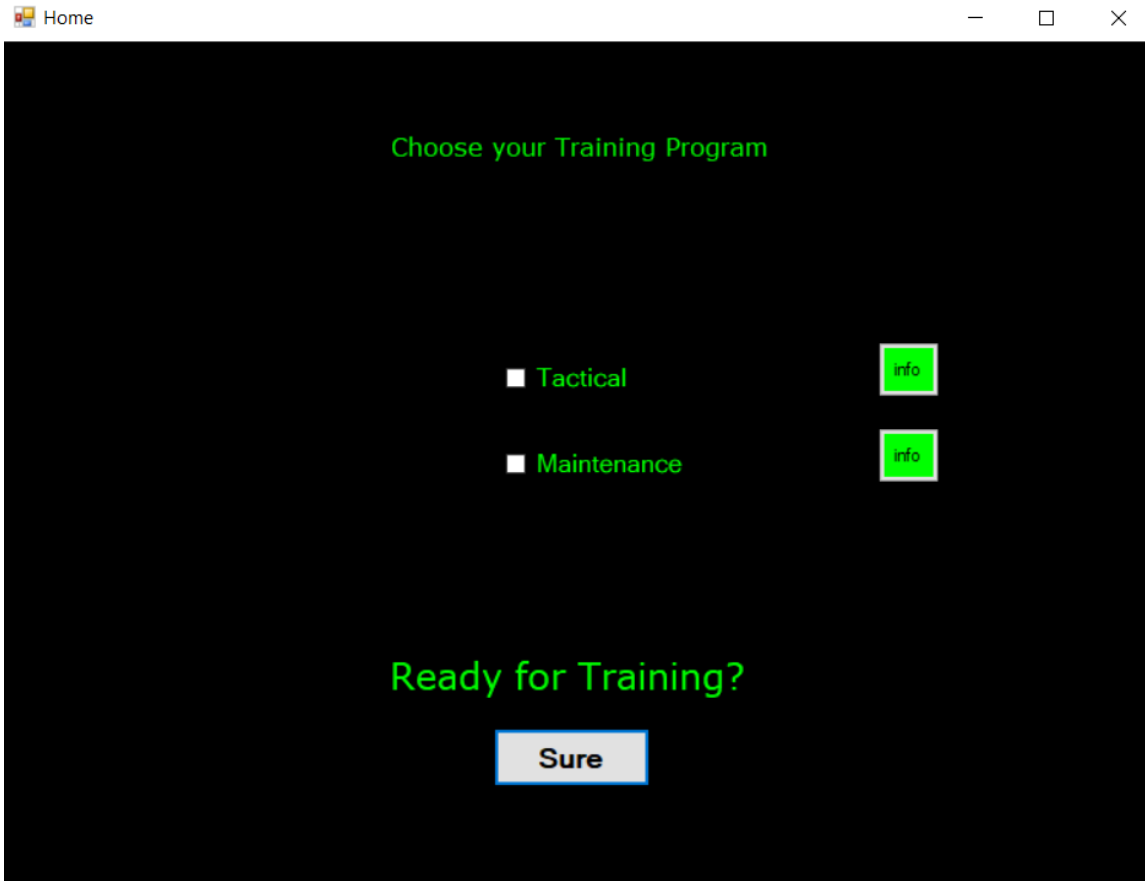 Home
Choose your Training Program
Tactical
info
Maintenance
info
Ready for Training?
Sure